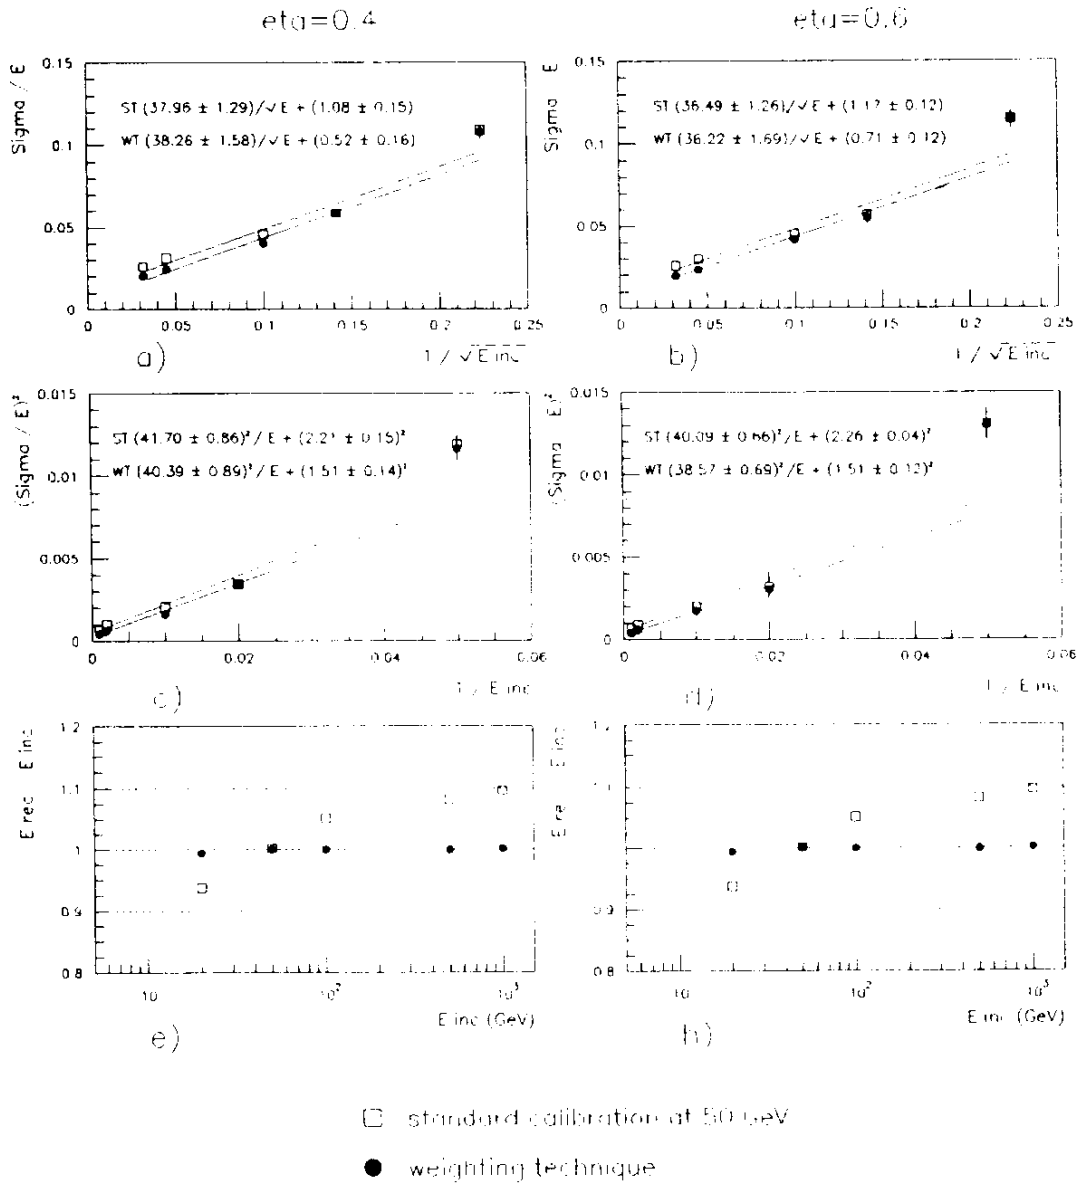 eta=0.4
eta=0.6
Sigma / E
0.15
0.1
0.05
0
ST (37.96 ± 1.29)/√E + (1.08 ± 0.15)
WT (38.26 ± 1.58)/√E + (0.52 ± 0.16)
0 0.05 0.1 0.15 0.2 0.25
a)
1 / √E inc
Sigma E
0.15
0.1
0.05
0
ST (36.49 ± 1.26)/√E + (1.17 ± 0.12)
WT (36.22 ± 1.69)/√E + (0.71 ± 0.12)
0 0.05 0.1 0.15 0.2 0.25
b)
1 / √E inc
(Sigma / E)²
0.015
0.01
0.005
0
ST (41.70 ± 0.86)²/ E + (2.21 ± 0.15)²
WT (40.39 ± 0.89)²/ E + (1.51 ± 0.14)²
0 0.02 0.04 0.06
c)
1 / E inc
(Sigma E)²
0.015
0.01
0.005
0
ST (40.09 ± 0.66)²/E + (2.26 ± 0.04)²
WT (38.57 ± 0.69)²/E + (1.51 ± 0.12)²
0 0.02 0.04 0.06
d)
1 / E inc
E rec E inc
1.2
1.1
1
0.9
0.8
10 10² 10³
E inc (GeV)
e)
E rec E inc
1.2
1.1
1
0.9
0.8
10 10² 10³
E inc (GeV)
h)
standard calibration at 50 GeV
weighting technique